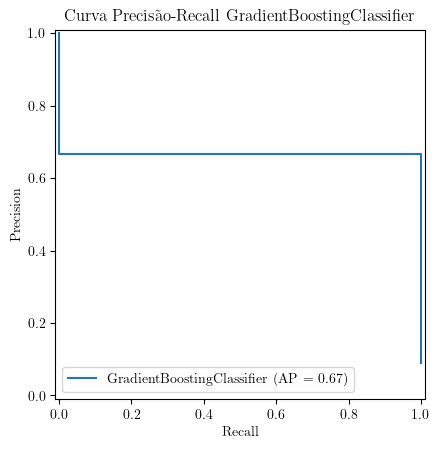 Curva Precisão-Recall GradientBoostingClassifier
1.0
0.8
0.6
0.4
0.2
0.0
Precision
GradientBoostingClassifier (AP = 0.67)
0.0 0.2 0.4 0.6 0.8 1.0
Recall